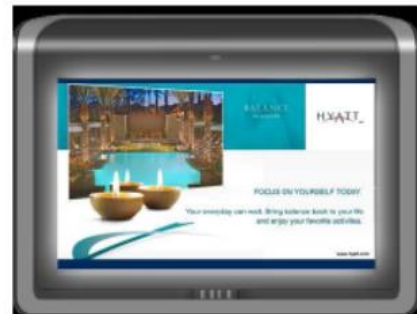 BALANCE
HYATT
FOCUS ON YOURSELF TODAY.
Your everyday can wait. Bring balance back to your life
and enjoy your favorite activities.
www.hyatt.com